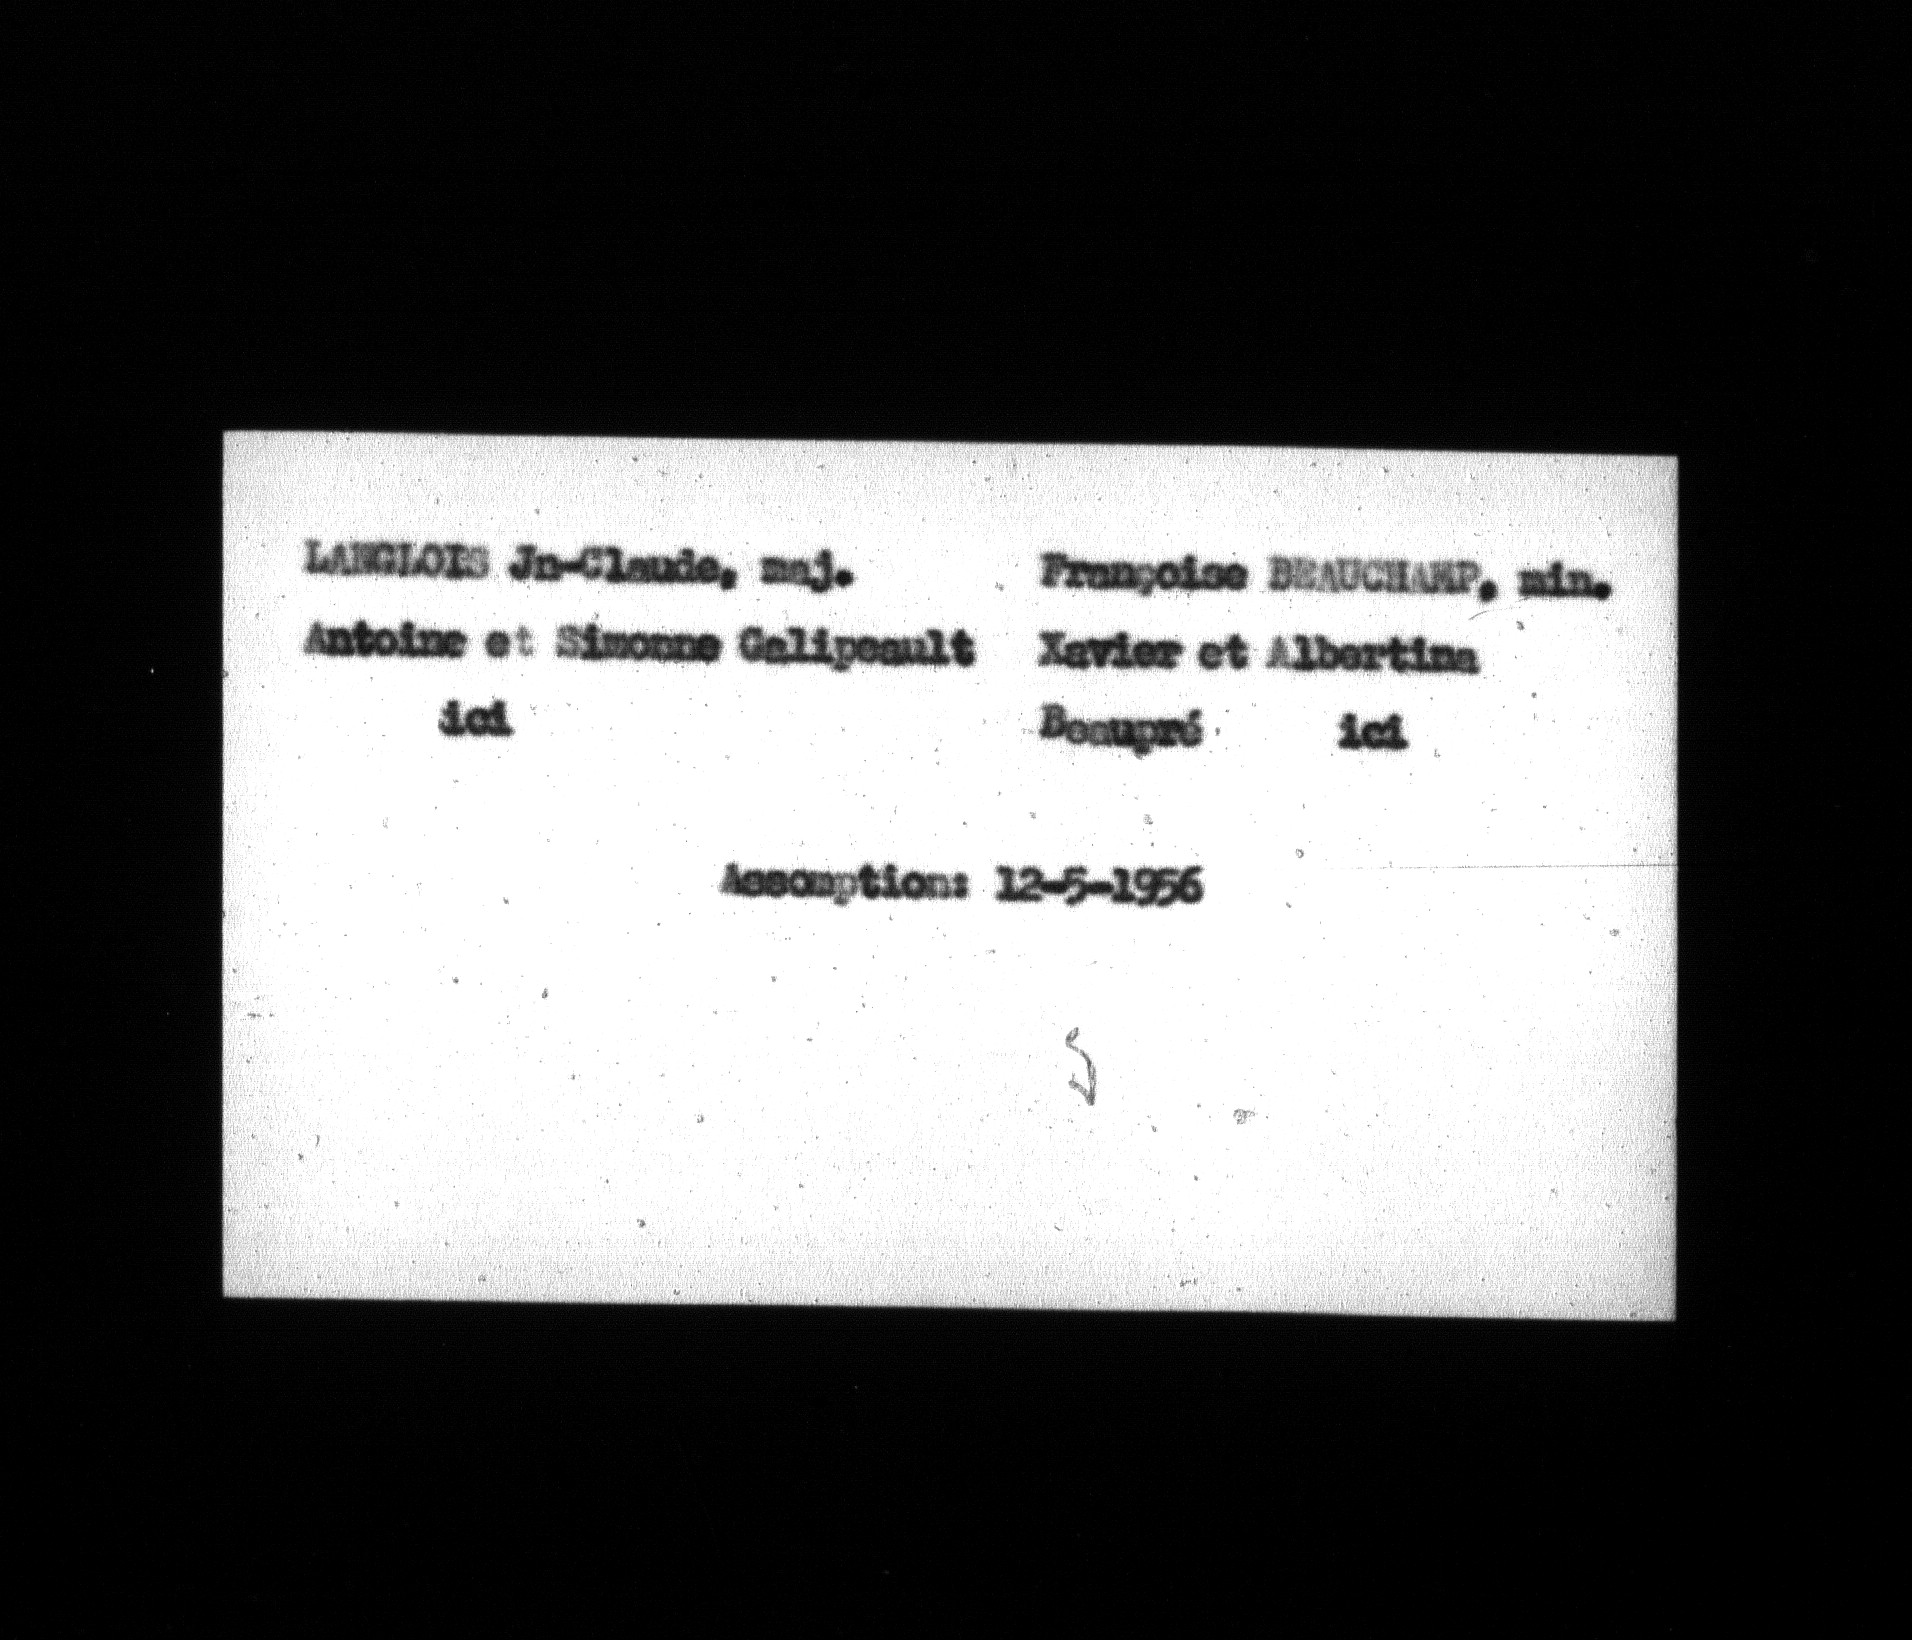 LANGLOIS Jn-Claude, maj.
Antoine et Simonne Galipeault
ici
Françoise BEAUCHAMP, min.
Xavier et Albertina
Beaupré ici
Assomption: 12-5-1956